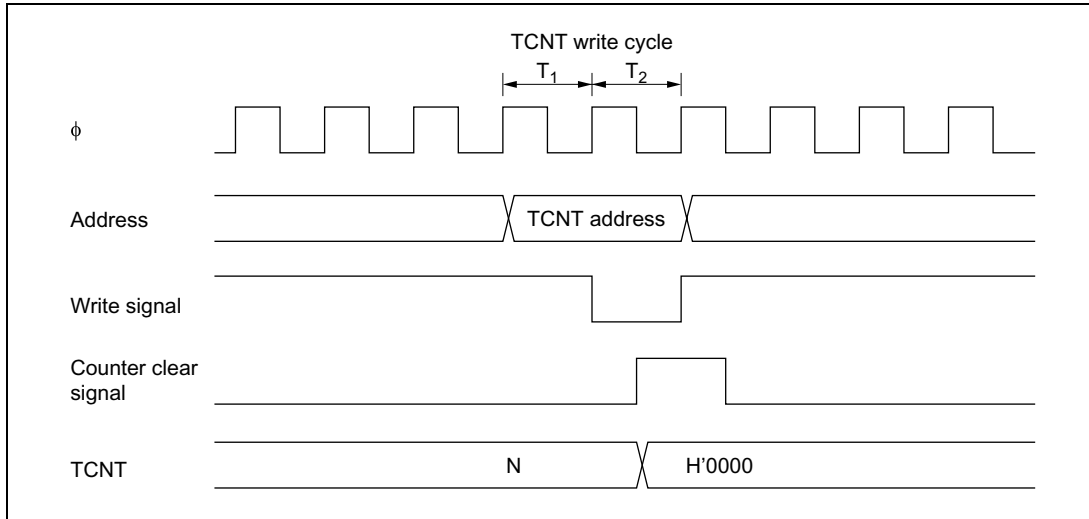 TCNT write cycle
T₁ T₂
ϕ
Address
TCNT address
Write signal
Counter clear
signal
TCNT
N
H'0000